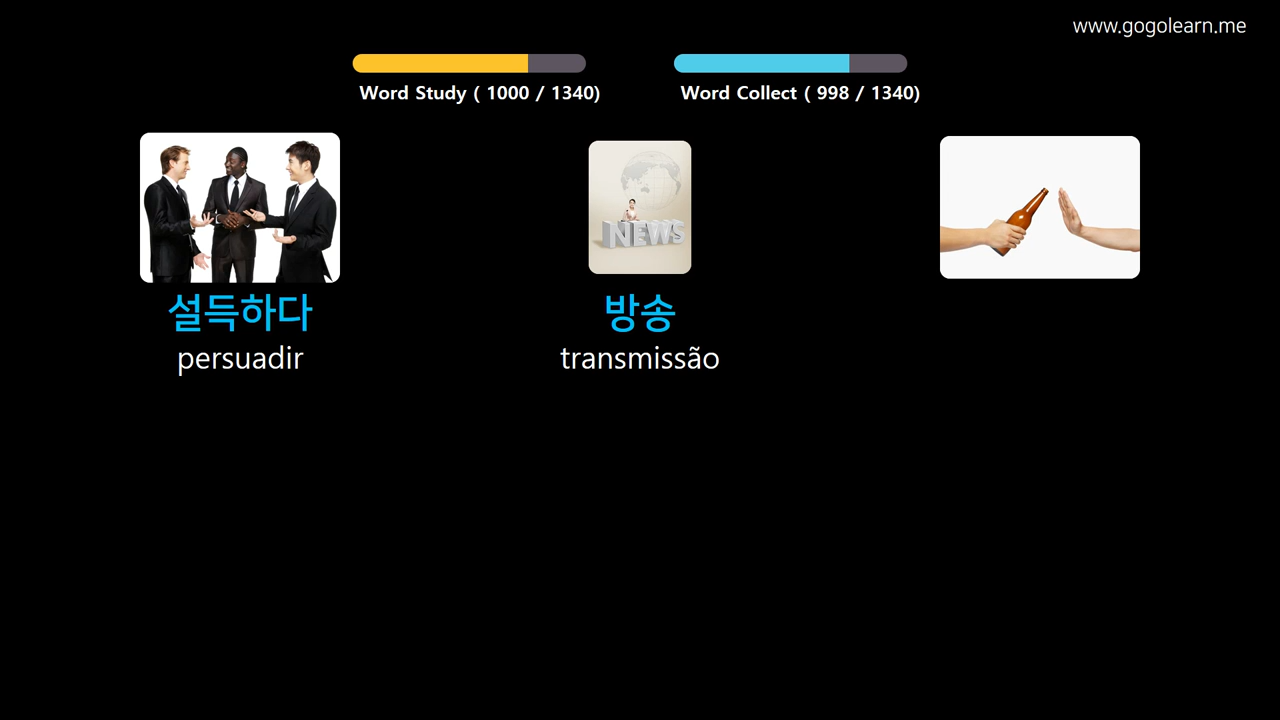 www.gogolearn.me
Word Study ( 1000 / 1340)
Word Collect ( 998 / 1340)
NEWS
설득하다
방송
persuadir
transmissão